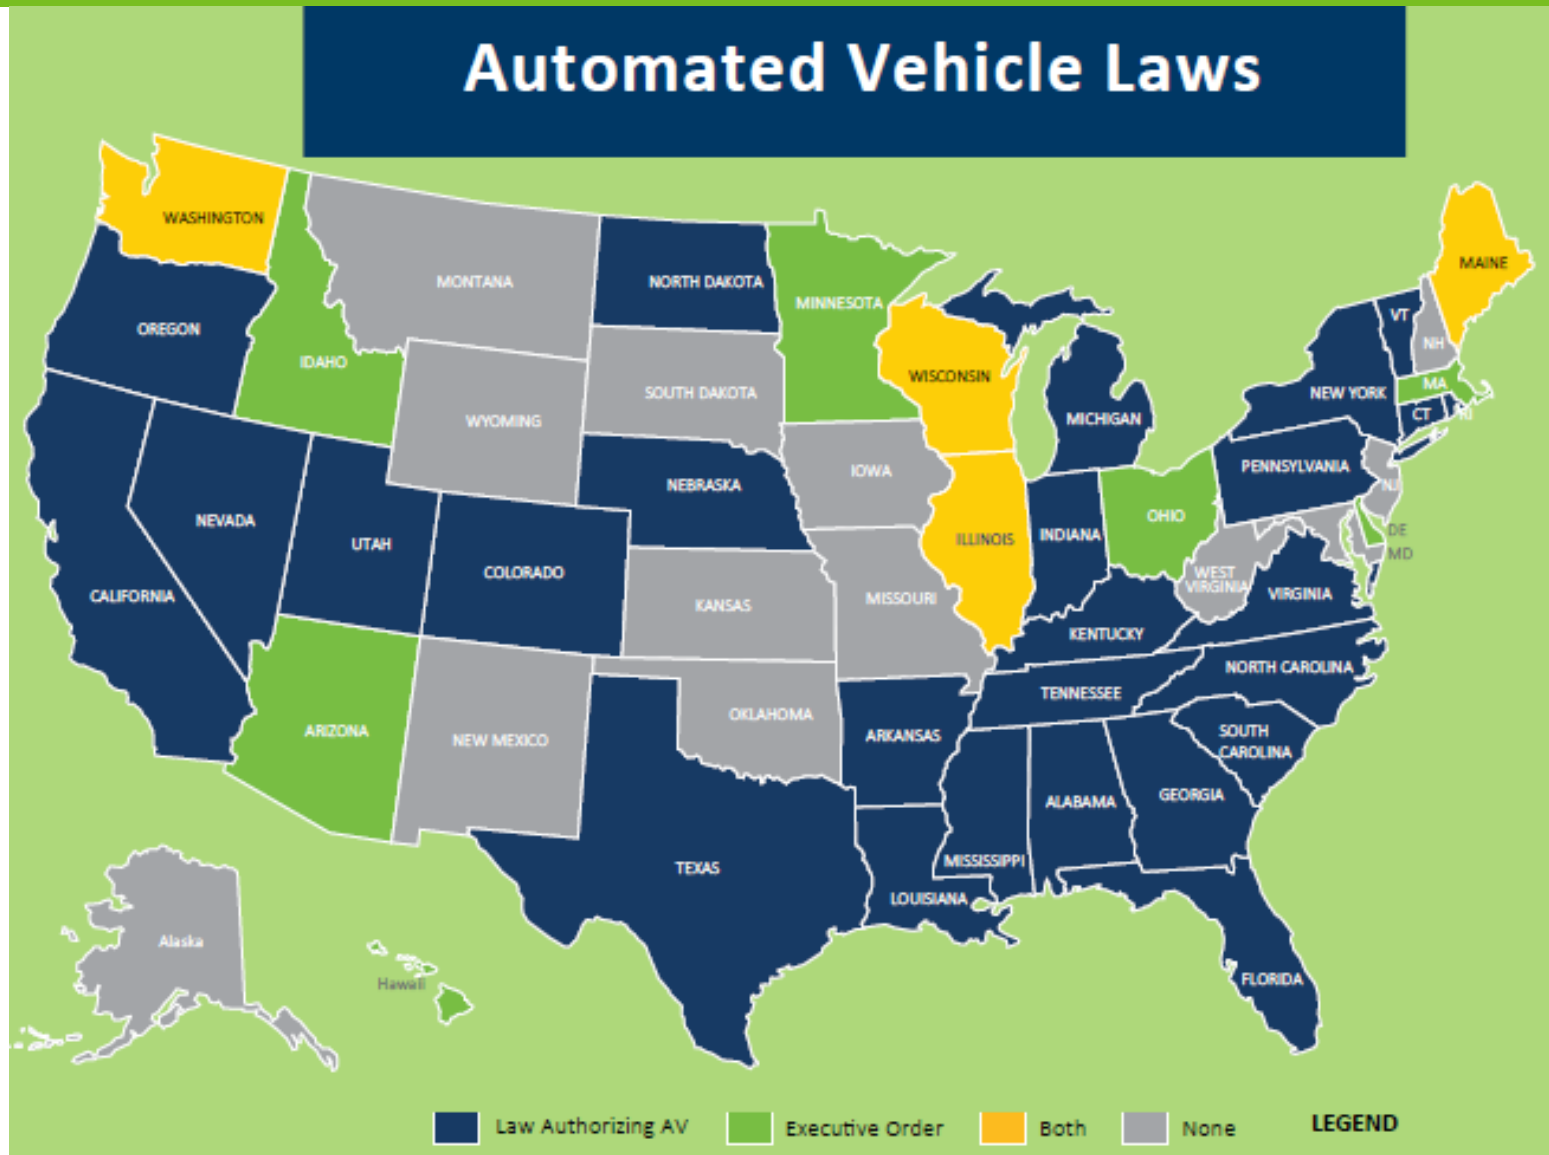 Automated Vehicle Laws
WASHINGTON
MAINE
MONTANA
NORTH DAKOTA
MINNESOTA
VT
OREGON
MI
NH
IDAHO
WISCONSIN
MA
SOUTH DAKOTA
NEW YORK
WYOMING
MICHIGAN
CT
RI
IOWA
PENNSYLVANIA
NEBRASKA
NJ
NEVADA
OHIO
UTAH
ILLINOIS
INDIANA
DE
MD
COLORADO
WEST
VIRGINIA
CALIFORNIA
KANSAS
MISSOURI
VIRGINIA
KENTUCKY
NORTH CAROLINA
TENNESSEE
OKLAHOMA
ARIZONA
NEW MEXICO
ARKANSAS
SOUTH
CAROLINA
ALABAMA
GEORGIA
TEXAS
MISSISSIPPI
LOUISIANA
Alaska
FLORIDA
Hawaii
Law Authorizing AV
Executive Order
Both
None
LEGEND